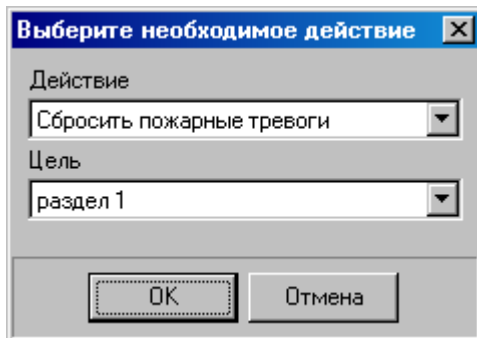 Выберите необходимое действие
Действие
Сбросить пожарные тревоги
Цель
раздел 1
OK Отмена